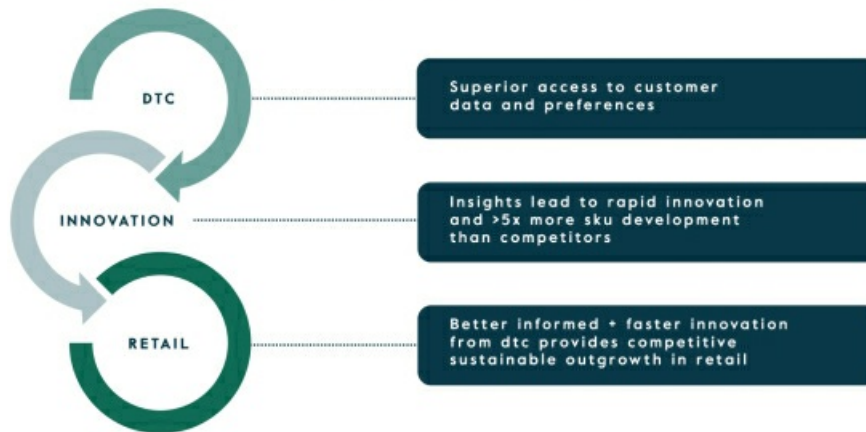 DTC
Superior access to customer
data and preferences
INNOVATION
Insights lead to rapid innovation
and >5x more sku development
than competitors
RETAIL
Better informed + faster innovation
from dtc provides competitive
sustainable outgrowth in retail